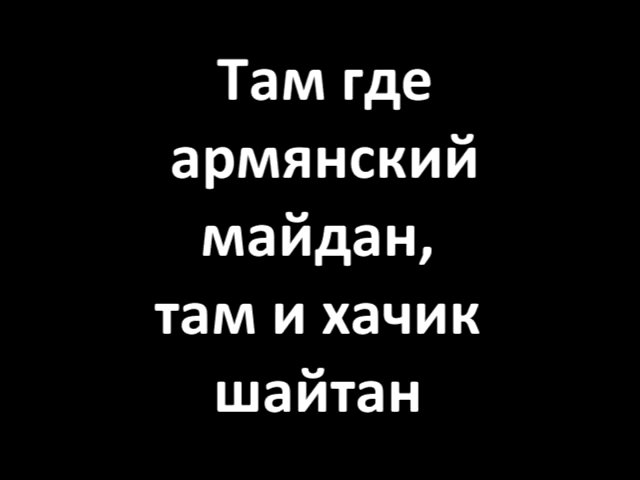 Там где
армянский
майдан,
там и хачик
шайтан